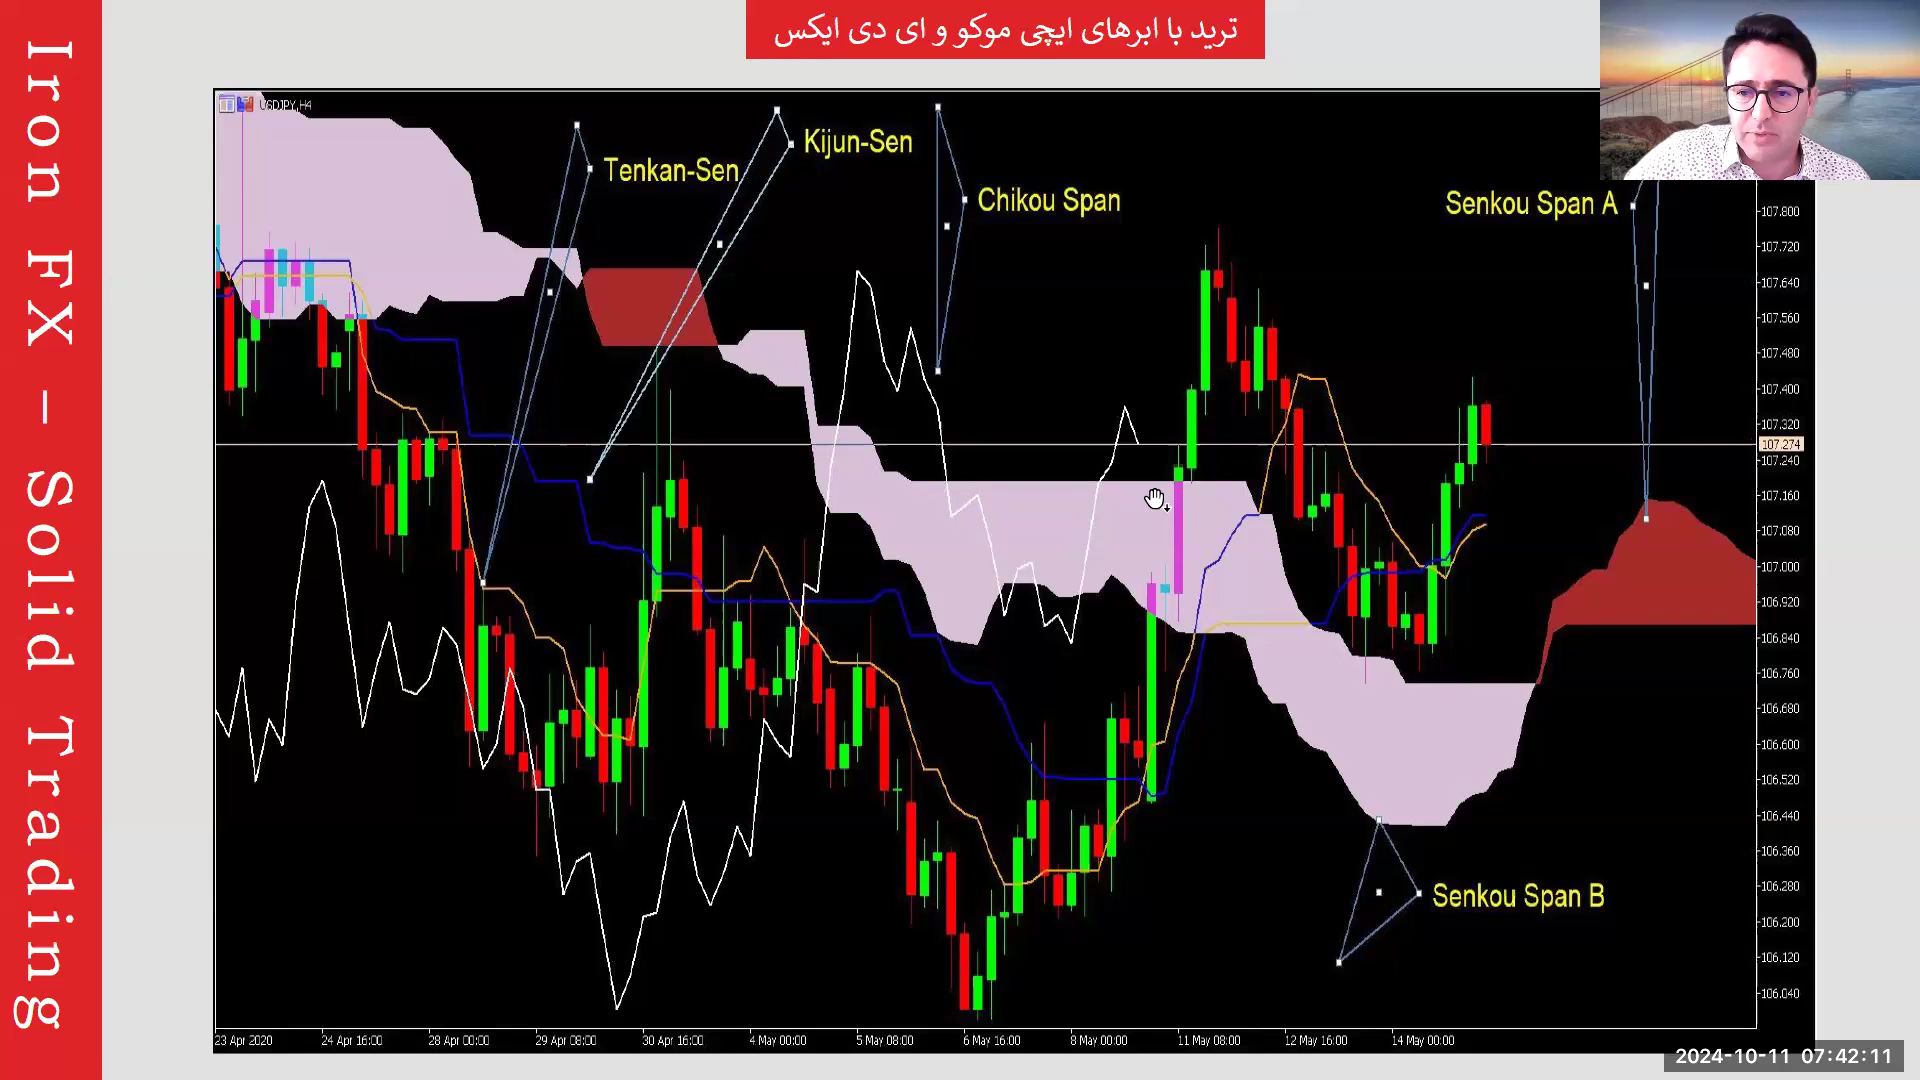 ترید با ابرهای ایچی موکو و ای دی ایکس
Iron FX – Solid Trading
USDJPY,H4
Tenkan-Sen
Kijun-Sen
Chikou Span
Senkou Span A
Senkou Span B
107.800
107.720
107.640
107.560
107.480
107.400
107.320
107.274
107.240
107.160
107.080
107.000
106.920
106.840
106.760
106.680
106.600
106.520
106.440
106.360
106.280
106.200
106.120
106.040
23 Apr 2020 24 Apr 16:00 28 Apr 00:00 29 Apr 08:00 30 Apr 16:00 4 May 00:00 5 May 08:00 6 May 16:00 8 May 00:00 11 May 08:00 12 May 16:00 14 May 00:00
2024-10-11 07:42:11